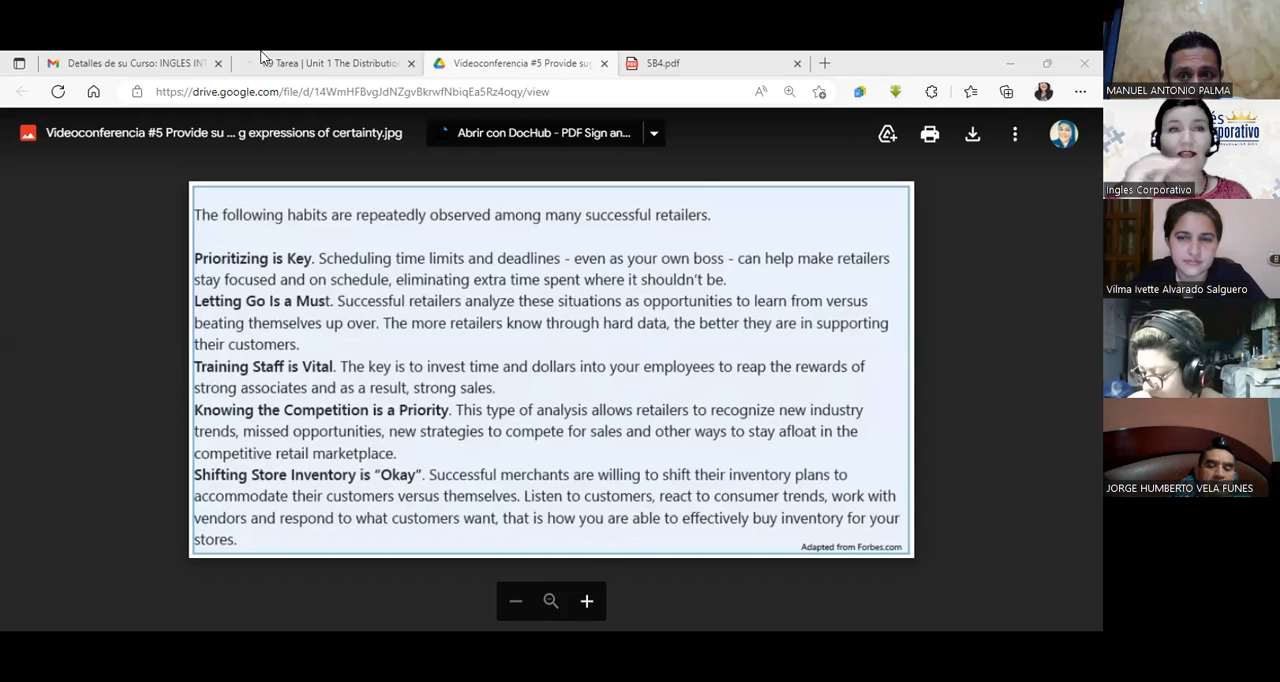 Detalles de su Curso: INGLES IN
Tarea | Unit 1 The Distributio
Videoconferencia #5 Provide su
SB4.pdf
https://drive.google.com/file/d/14WmHFBvgJdNZgvBkrwfNbiqEa5Rz4oqy/view
Videoconferencia #5 Provide su ... g expressions of certainty.jpg
Abrir con DocHub - PDF Sign an...
The following habits are repeatedly observed among many successful retailers.
Prioritizing is Key. Scheduling time limits and deadlines - even as your own boss - can help make retailers
stay focused and on schedule, eliminating extra time spent where it shouldn't be.
Letting Go Is a Must. Successful retailers analyze these situations as opportunities to learn from versus
beating themselves up over. The more retailers know through hard data, the better they are in supporting
their customers.
Training Staff is Vital. The key is to invest time and dollars into your employees to reap the rewards of
strong associates and as a result, strong sales.
Knowing the Competition is a Priority. This type of analysis allows retailers to recognize new industry
trends, missed opportunities, new strategies to compete for sales and other ways to stay afloat in the
competitive retail marketplace.
Shifting Store Inventory is “Okay”. Successful merchants are willing to shift their inventory plans to
accommodate their customers versus themselves. Listen to customers, react to consumer trends, work with
vendors and respond to what customers want, that is how you are able to effectively buy inventory for your
stores.
Adapted from Forbes.com
MANUEL ANTONIO PALMA
Ingles Corporativo
Vilma Ivette Alvarado Salguero
JORGE HUMBERTO VELA FUNES